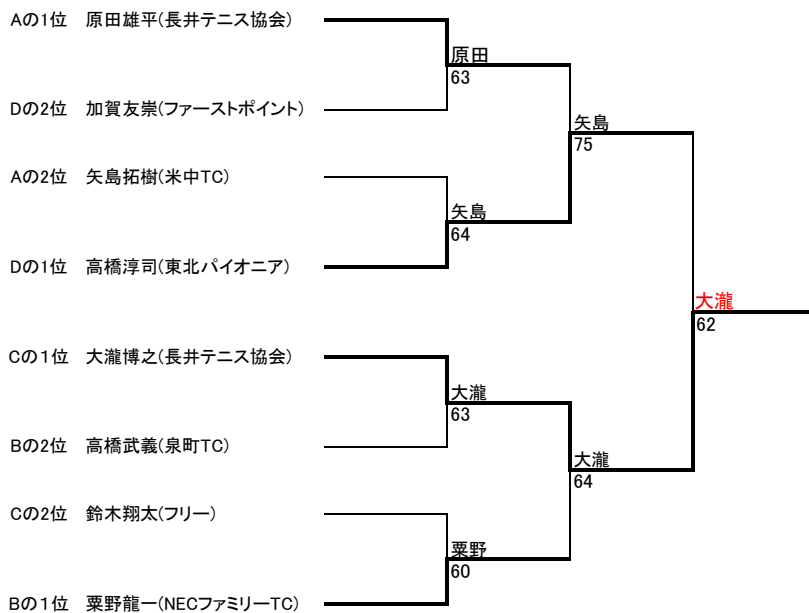 Aの1位 原田雄平(長井テニス協会)
原田
63
Dの2位 加賀友崇(ファーストポイント)
矢島
75
Aの2位 矢島拓樹(米中TC)
矢島
64
Dの1位 高橋淳司(東北パイオニア)
大瀧
62
Cの1位 大瀧博之(長井テニス協会)
大瀧
63
Bの2位 高橋武義(泉町TC)
大瀧
64
Cの2位 鈴木翔太(フリー)
粟野
60
Bの1位 粟野龍一(NECファミリーTC)